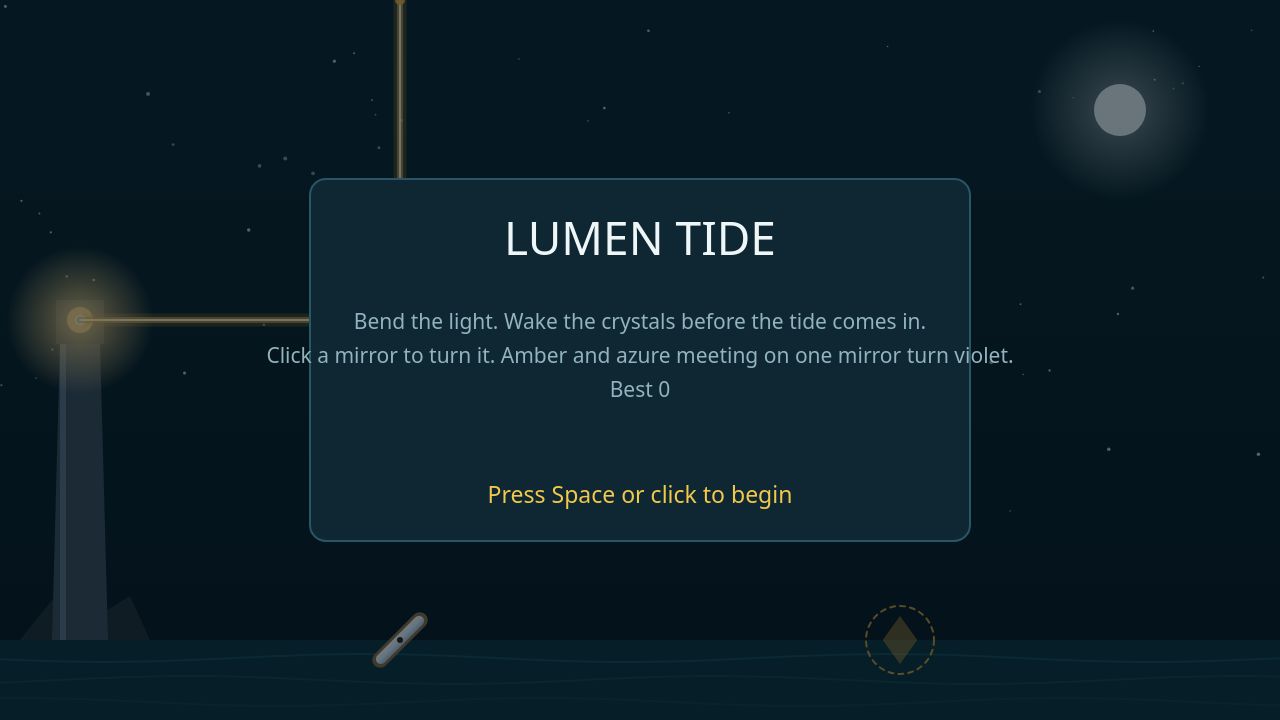 LUMEN TIDE
Bend the light. Wake the crystals before the tide comes in.
Click a mirror to turn it. Amber and azure meeting on one mirror turn violet.
Best 0
Press Space or click to begin